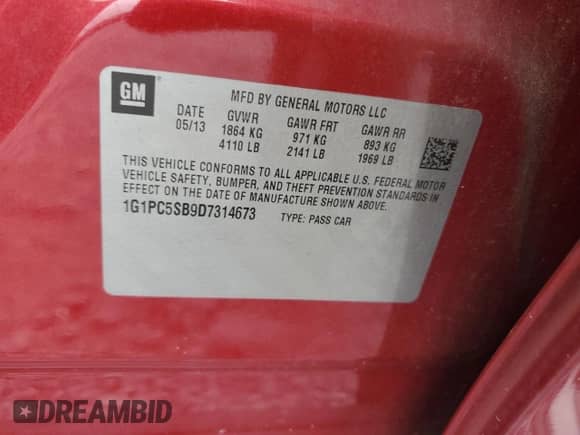 GM
MFD BY GENERAL MOTORS LLC
DATE GVWR GAWR FRT GAWR RR
05/13 1864 KG 971 KG 893 KG
4110 LB 2141 LB 1969 LB
THIS VEHICLE CONFORMS TO ALL APPLICABLE U.S. FEDERAL MOTOR
VEHICLE SAFETY, BUMPER, AND THEFT PREVENTION STANDARDS IN
EFFECT ON THE DATE OF MANUFACTURE SHOWN ABOVE.
1G1PC5SB9D7314673 TYPE: PASS CAR
DREAMBID